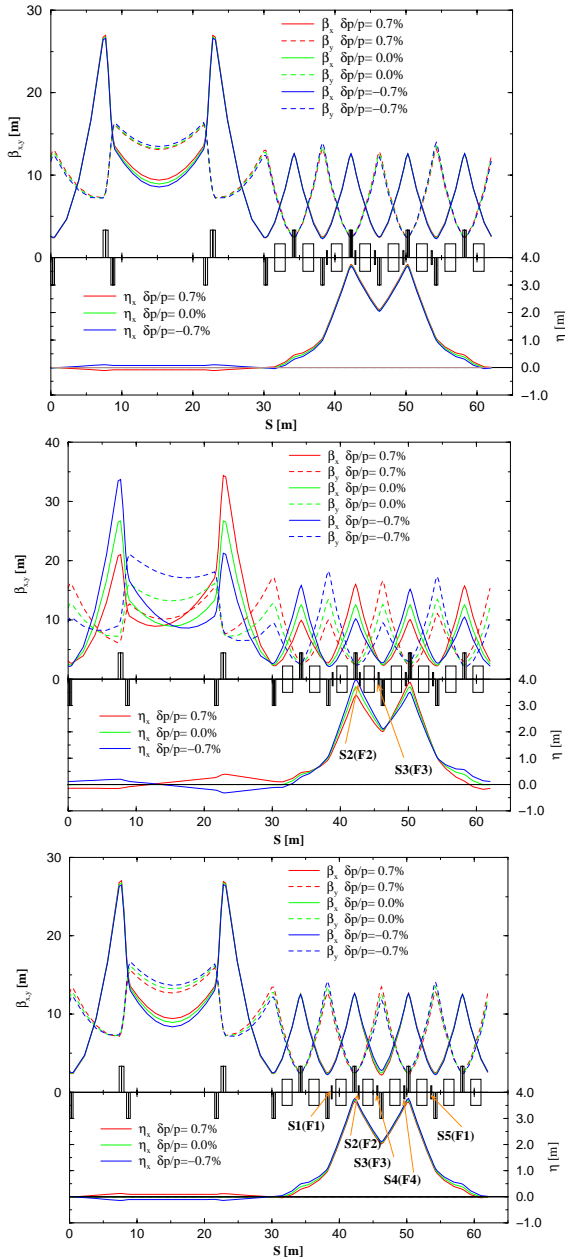 30
20
10
0
β_{x,y} [m]
β_x δp/p= 0.7%
β_y δp/p= 0.7%
β_x δp/p= 0.0%
β_y δp/p= 0.0%
β_x δp/p= −0.7%
β_y δp/p= −0.7%
4.0
3.0
2.0
1.0
0.0
−1.0
η [m]
η_x δp/p= 0.7%
η_x δp/p= 0.0%
η_x δp/p= −0.7%
0 10 20 30 40 50 60
S [m]
40
30
20
10
0
β_{x,y} [m]
β_x δp/p= 0.7%
β_y δp/p= 0.7%
β_x δp/p= 0.0%
β_y δp/p= 0.0%
β_x δp/p= −0.7%
β_y δp/p= −0.7%
4.0
3.0
2.0
1.0
0.0
−1.0
η [m]
η_x δp/p= 0.7%
η_x δp/p= 0.0%
η_x δp/p= −0.7%
S2(F2)
S3(F3)
0 10 20 30 40 50 60
S [m]
30
20
10
0
β_{x,y} [m]
β_x δp/p= 0.7%
β_y δp/p= 0.7%
β_x δp/p= 0.0%
β_y δp/p= 0.0%
β_x δp/p= −0.7%
β_y δp/p= −0.7%
4.0
3.0
2.0
1.0
0.0
−1.0
η [m]
η_x δp/p= 0.7%
η_x δp/p= 0.0%
η_x δp/p= −0.7%
S1(F1)
S2(F2)
S3(F3)
S4(F4)
S5(F1)
0 10 20 30 40 50 60
S [m]